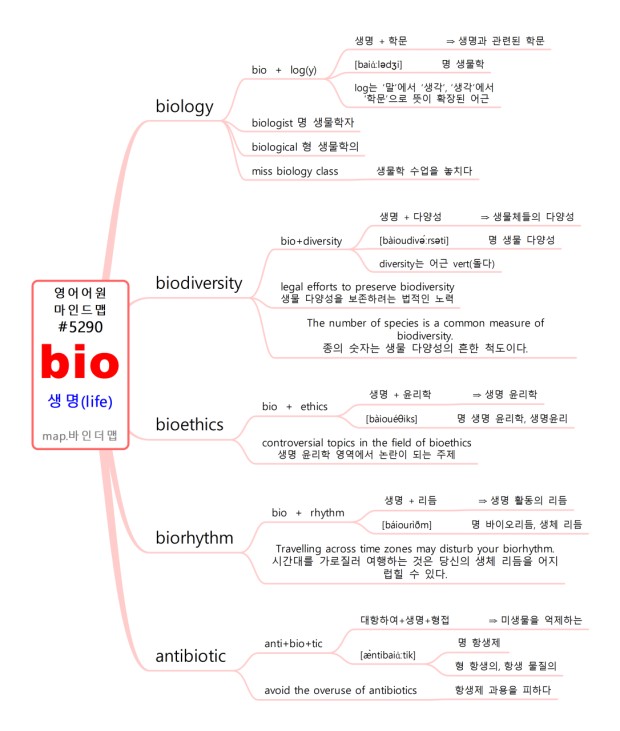 영어어원
마인드맵
#5290
bio
생명(life)
map.바인더맵
biology
bio + log(y)
생명 + 학문 ⇒ 생명과 관련된 학문
[baiάːlədʒi] 명 생물학
log는 '말'에서 '생각', '생각'에서
'학문'으로 뜻이 확장된 어근
biologist 명 생물학자
biological 형 생물학의
miss biology class 생물학 수업을 놓치다
biodiversity
bio+diversity
생명 + 다양성 ⇒ 생물체들의 다양성
[bàioudivə́ːrsəti] 명 생물 다양성
diversity는 어근 vert(돌다)
legal efforts to preserve biodiversity
생물 다양성을 보존하려는 법적인 노력
The number of species is a common measure of
biodiversity.
종의 숫자는 생물 다양성의 흔한 척도이다.
bioethics
bio + ethics
생명 + 윤리학 ⇒ 생명 윤리학
[bàiouéθiks] 명 생명 윤리학, 생명윤리
controversial topics in the field of bioethics
생명 윤리학 영역에서 논란이 되는 주제
biorhythm
bio + rhythm
생명 + 리듬 ⇒ 생명 활동의 리듬
[báiouriðm] 명 바이오리듬, 생체 리듬
Travelling across time zones may disturb your biorhythm.
시간대를 가로질러 여행하는 것은 당신의 생체 리듬을 어지
럽힐 수 있다.
antibiotic
anti+bio+tic
대항하여+생명+형접 ⇒ 미생물을 억제하는
[æ̀ntibaiάːtik]
명 항생제
형 항생의, 항생 물질의
avoid the overuse of antibiotics 항생제 과용을 피하다